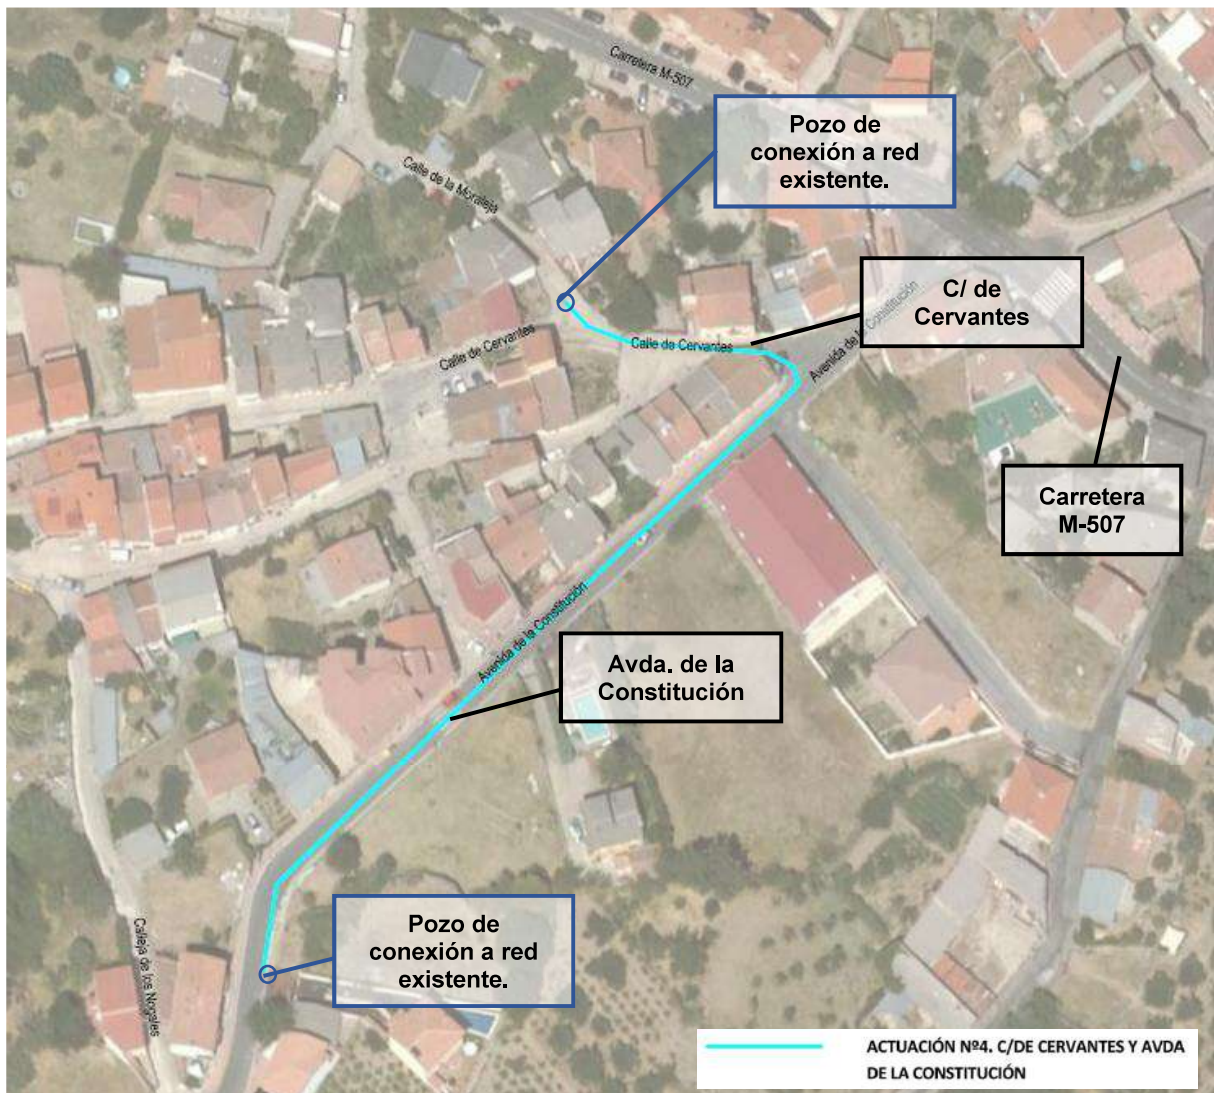 Carretera M-507
Pozo de
conexión a red
existente.
Calle de la Moraleja
C/ de
Cervantes
Avenida de la Constitución
Calle de Cervantes
Calle de Cervantes
Carretera
M-507
Avenida de la Constitución
Avda. de la
Constitución
Pozo de
conexión a red
existente.
Calleja de los Nogales
ACTUACIÓN Nº4. C/DE CERVANTES Y AVDA
DE LA CONSTITUCIÓN